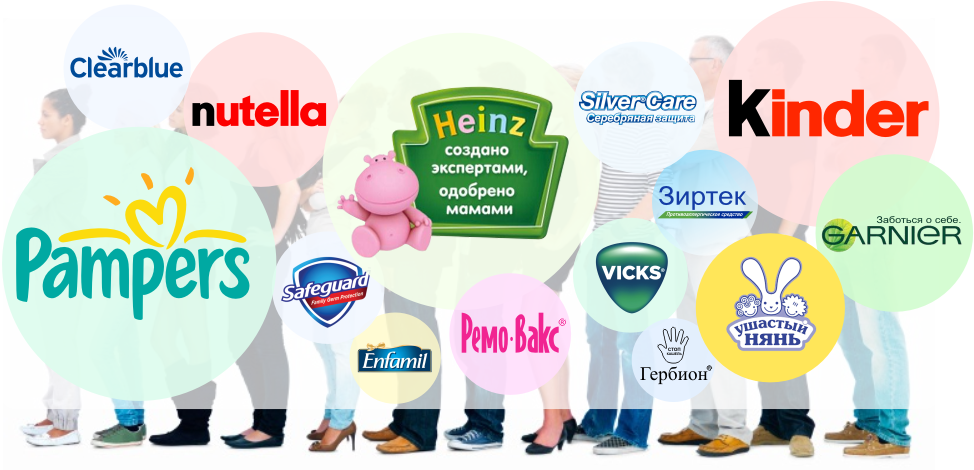 Clearblue
nutella
Heinz
создано
экспертами,
одобрено
мамами
Silver Care
Серебряная защита
Kinder
Pampers
Safeguard
Family Germ Protection
Enfamil
Ремо-Вакс®
VICKS®
Зиртек
Противоаллергическое средство
СТОП
КАШЕЛЬ
Гербион®
ушастый
нянь
Заботься о себе.
GARNIER